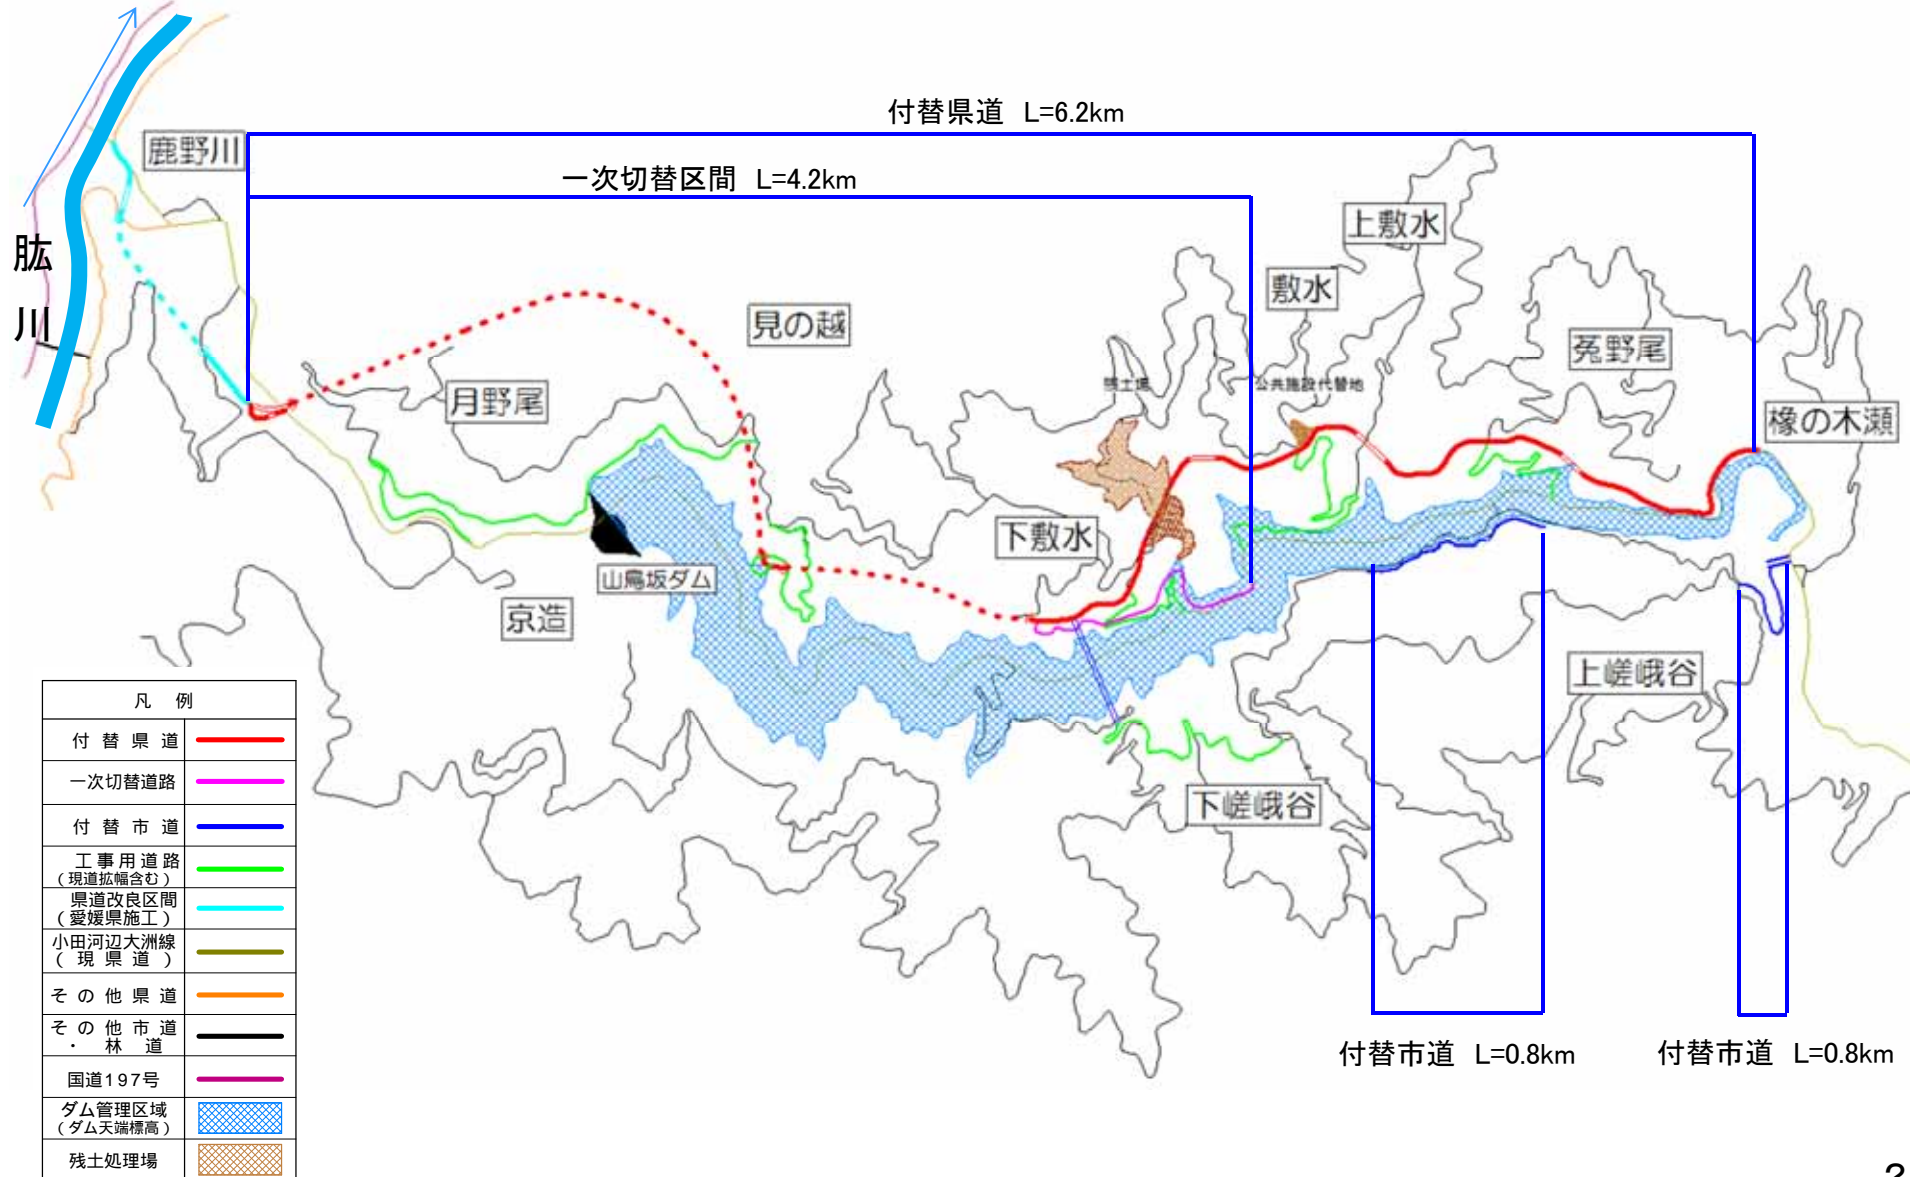 付替県道 L=6.2km
鹿野川
一次切替区間 L=4.2km
上敷水
肱川
敷水
見の越
菟野尾
残土場
公共施設代替地
月野尾
橡の木瀬
下敷水
山鳥坂ダム
京造
上嵯峨谷
下嵯峨谷
付替市道 L=0.8km
付替市道 L=0.8km
凡 例
付替県道
一次切替道路
付替市道
工事用道路
(現道拡幅含む)
県道改良区間
(愛媛県施工)
小田河辺大洲線
(現県道)
その他県道
その他市道
・林道
国道197号
ダム管理区域
(ダム天端標高)
残土処理場